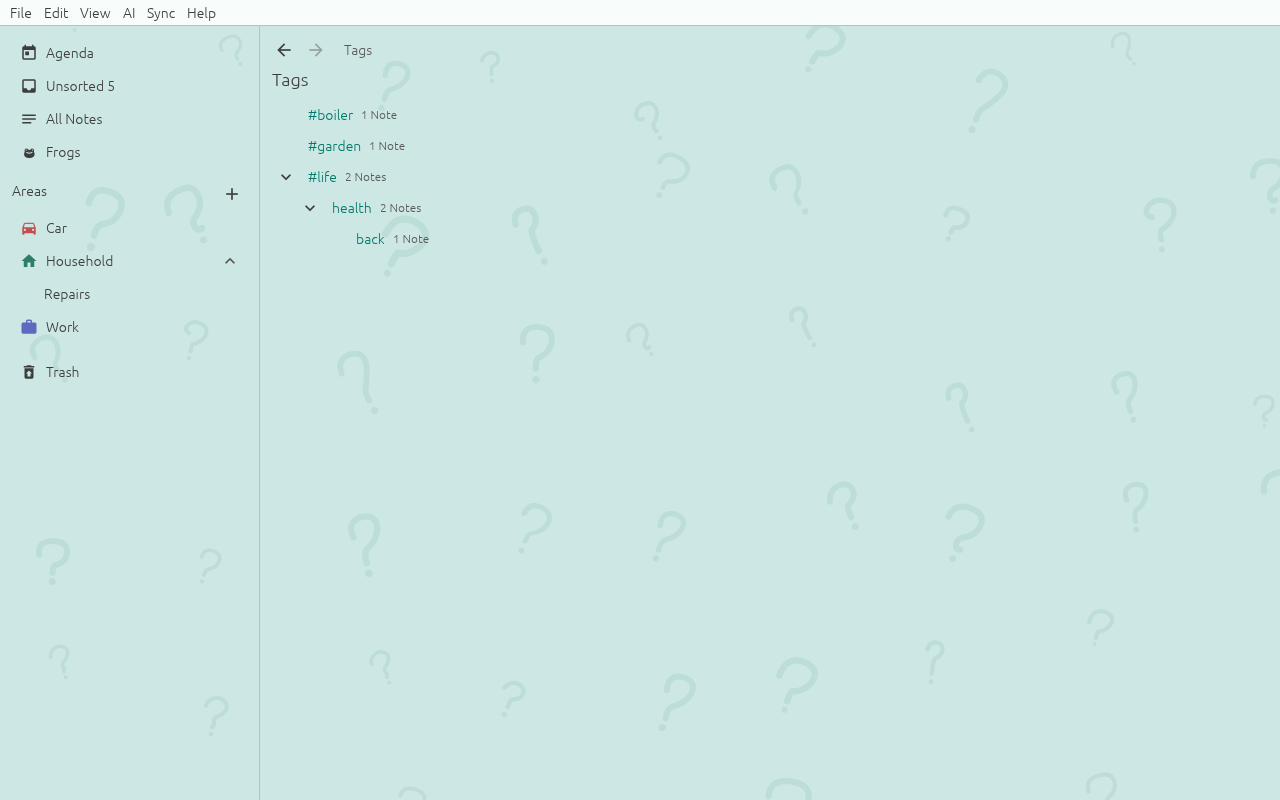 File Edit View AI Sync Help
Agenda
Unsorted 5
All Notes
Frogs
Areas
Car
Household
Repairs
Work
Trash
Tags
Tags
#boiler 1 Note
#garden 1 Note
#life 2 Notes
health 2 Notes
back 1 Note